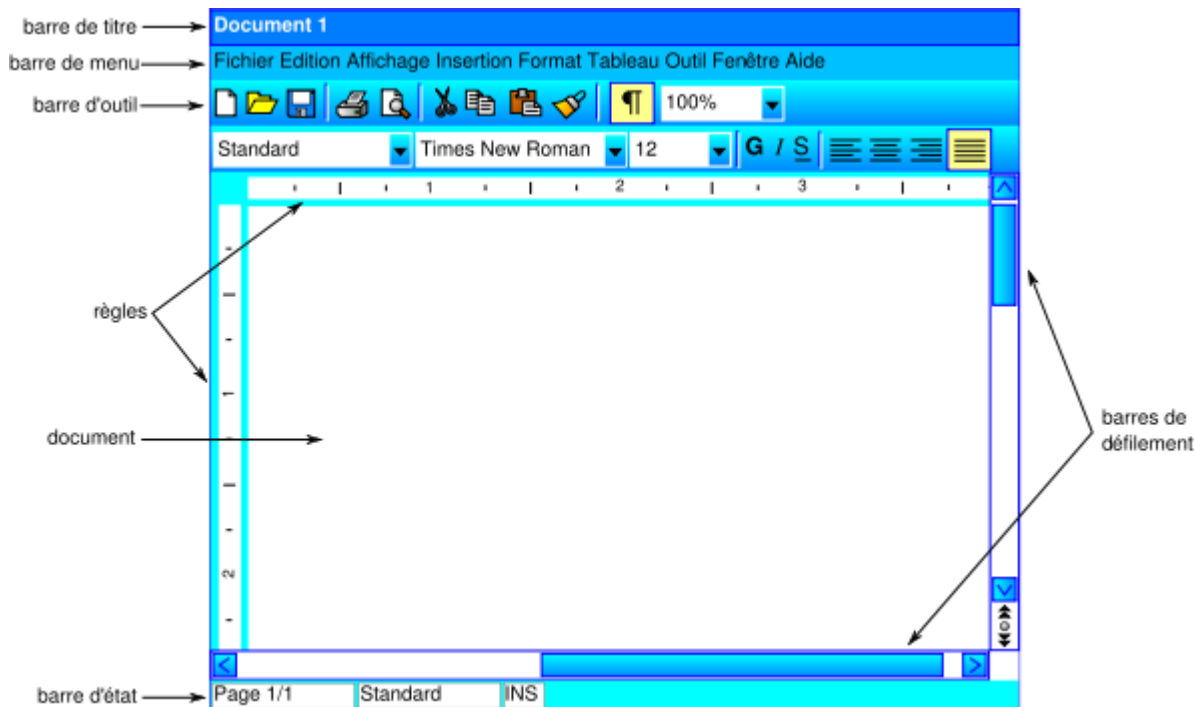 barre de titre
Document 1
barre de menu
Fichier Edition Affichage Insertion Format Tableau Outil Fenêtre Aide
barre d'outil
¶ 100%
Standard Times New Roman 12 G I S
1 2 3
règles
1
document
barres de
défilement
2
barre d'état
Page 1/1 Standard INS